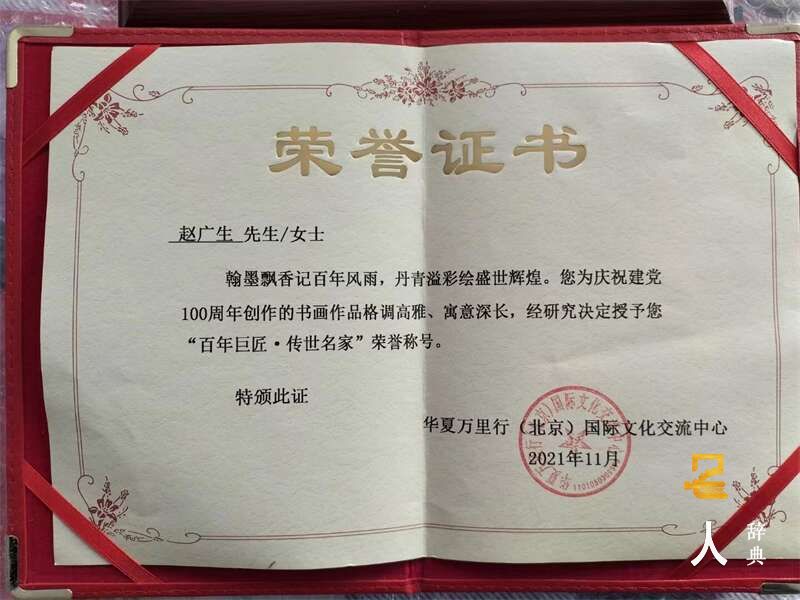 荣誉证书
赵广生 先生/女士
翰墨飘香记百年风雨，丹青溢彩绘盛世辉煌。您为庆祝建党
100周年创作的书画作品格调高雅、寓意深长，经研究决定授予您
“百年巨匠·传世名家”荣誉称号。
特颁此证
华夏万里行（北京）国际文化交流中心
2021年11月
名人
辞典